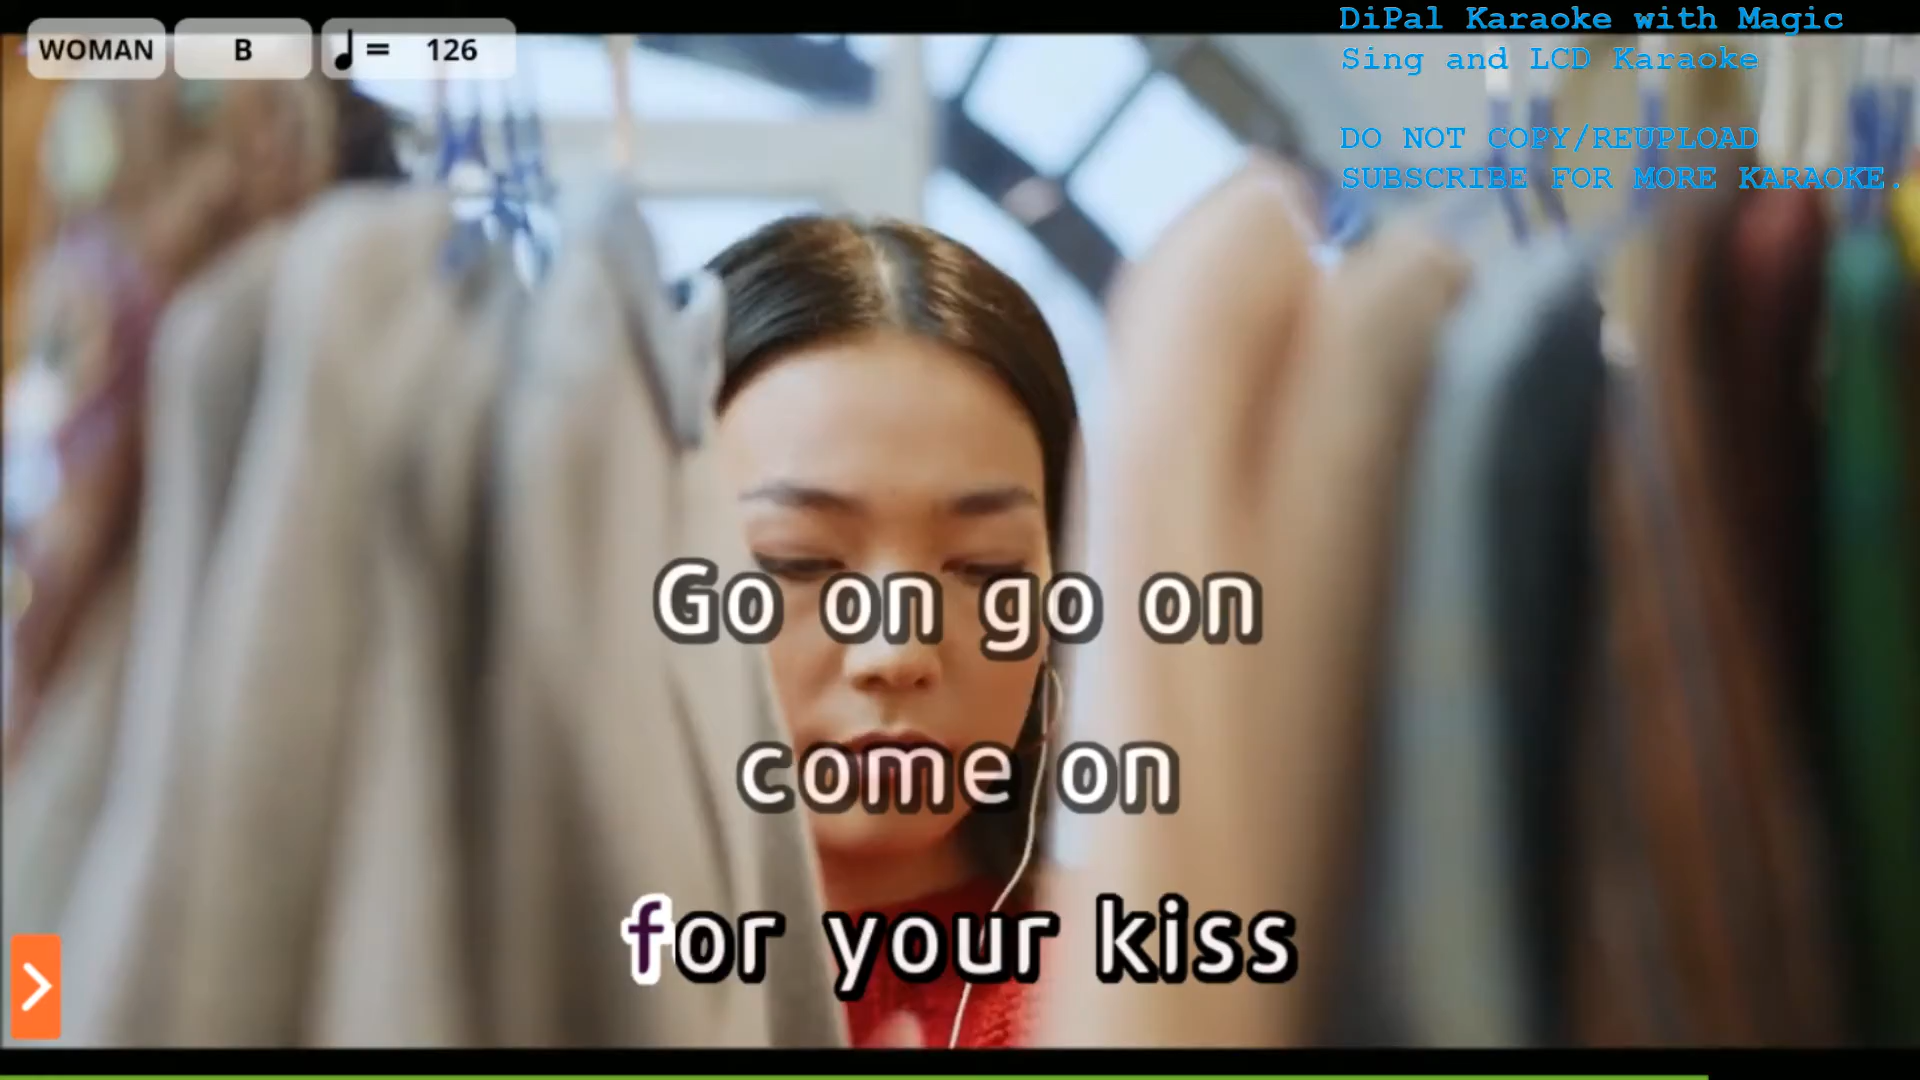 WOMAN B ♩= 126
DiPal Karaoke with Magic
Sing and LCD Karaoke
DO NOT COPY/REUPLOAD
SUBSCRIBE FOR MORE KARAOKE.
Go on go on
come on
for your kiss